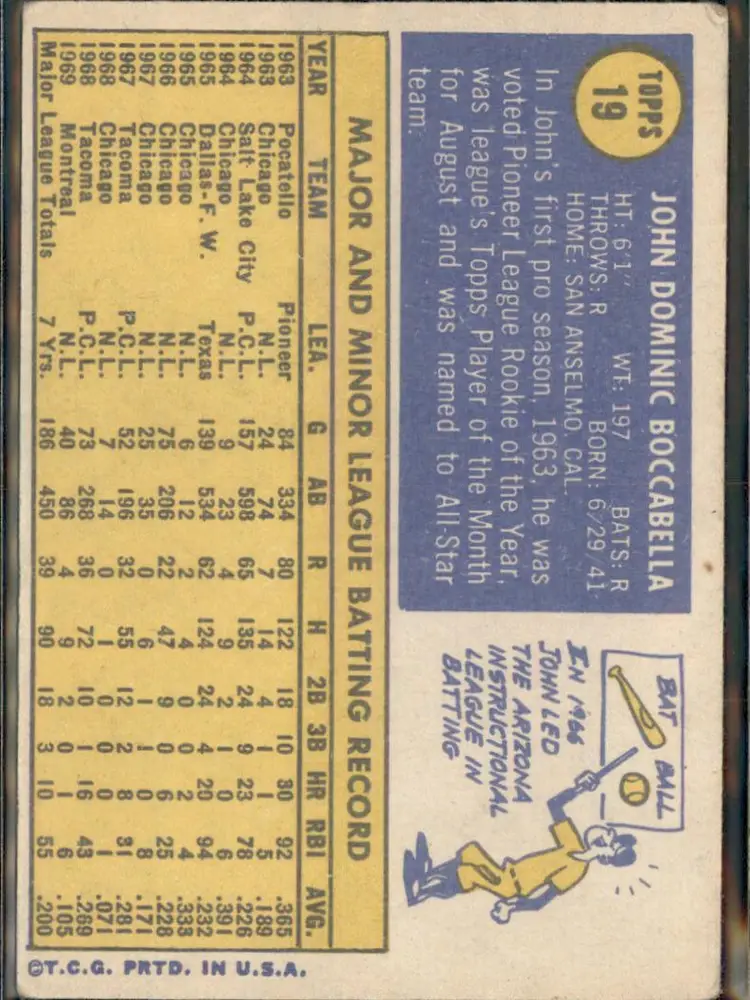 TOPPS
19
JOHN DOMINIC BOCCABELLA
HT: 6'1" WT: 197 BATS: R
THROWS: R BORN: 6/29/41
HOME: SAN ANSELMO, CAL.
In John's first pro season, 1963, he was
voted Pioneer League Rookie of the Year,
was league's Topps Player of the Month
for August and was named to All-Star
team.
BAT BALL
IN 1966
JOHN LED
THE ARIZONA
INSTRUCTIONAL
LEAGUE IN
BATTING
MAJOR AND MINOR LEAGUE BATTING RECORD
YEAR TEAM LEA. G AB R H 2B 3B HR RBI AVG.
1963 Pocatello Pioneer 84 334 80 122 18 10 30 92 .365
1963 Chicago N.L. 24 74 7 14 4 1 1 5 .189
1964 Salt Lake City P.C.L. 157 598 65 135 24 9 23 78 .226
1964 Chicago N.L. 9 23 4 9 2 1 0 6 .391
1965 Dallas-F.W. Texas 139 534 62 124 24 4 20 94 .232
1965 Chicago N.L. 6 12 2 4 0 0 2 4 .333
1966 Chicago N.L. 75 206 22 47 9 0 6 25 .228
1967 Chicago N.L. 25 35 0 6 1 1 0 8 .171
1967 Tacoma P.C.L. 52 196 32 55 12 2 8 31 .281
1968 Chicago N.L. 7 14 0 1 0 0 0 1 .071
1968 Tacoma P.C.L. 73 268 36 72 10 1 16 43 .269
1969 Montreal N.L. 40 86 4 9 2 0 1 6 .105
Major League Totals 7 Yrs. 186 450 39 90 18 3 10 55 .200
©T.C.G. PRTD. IN U.S.A.